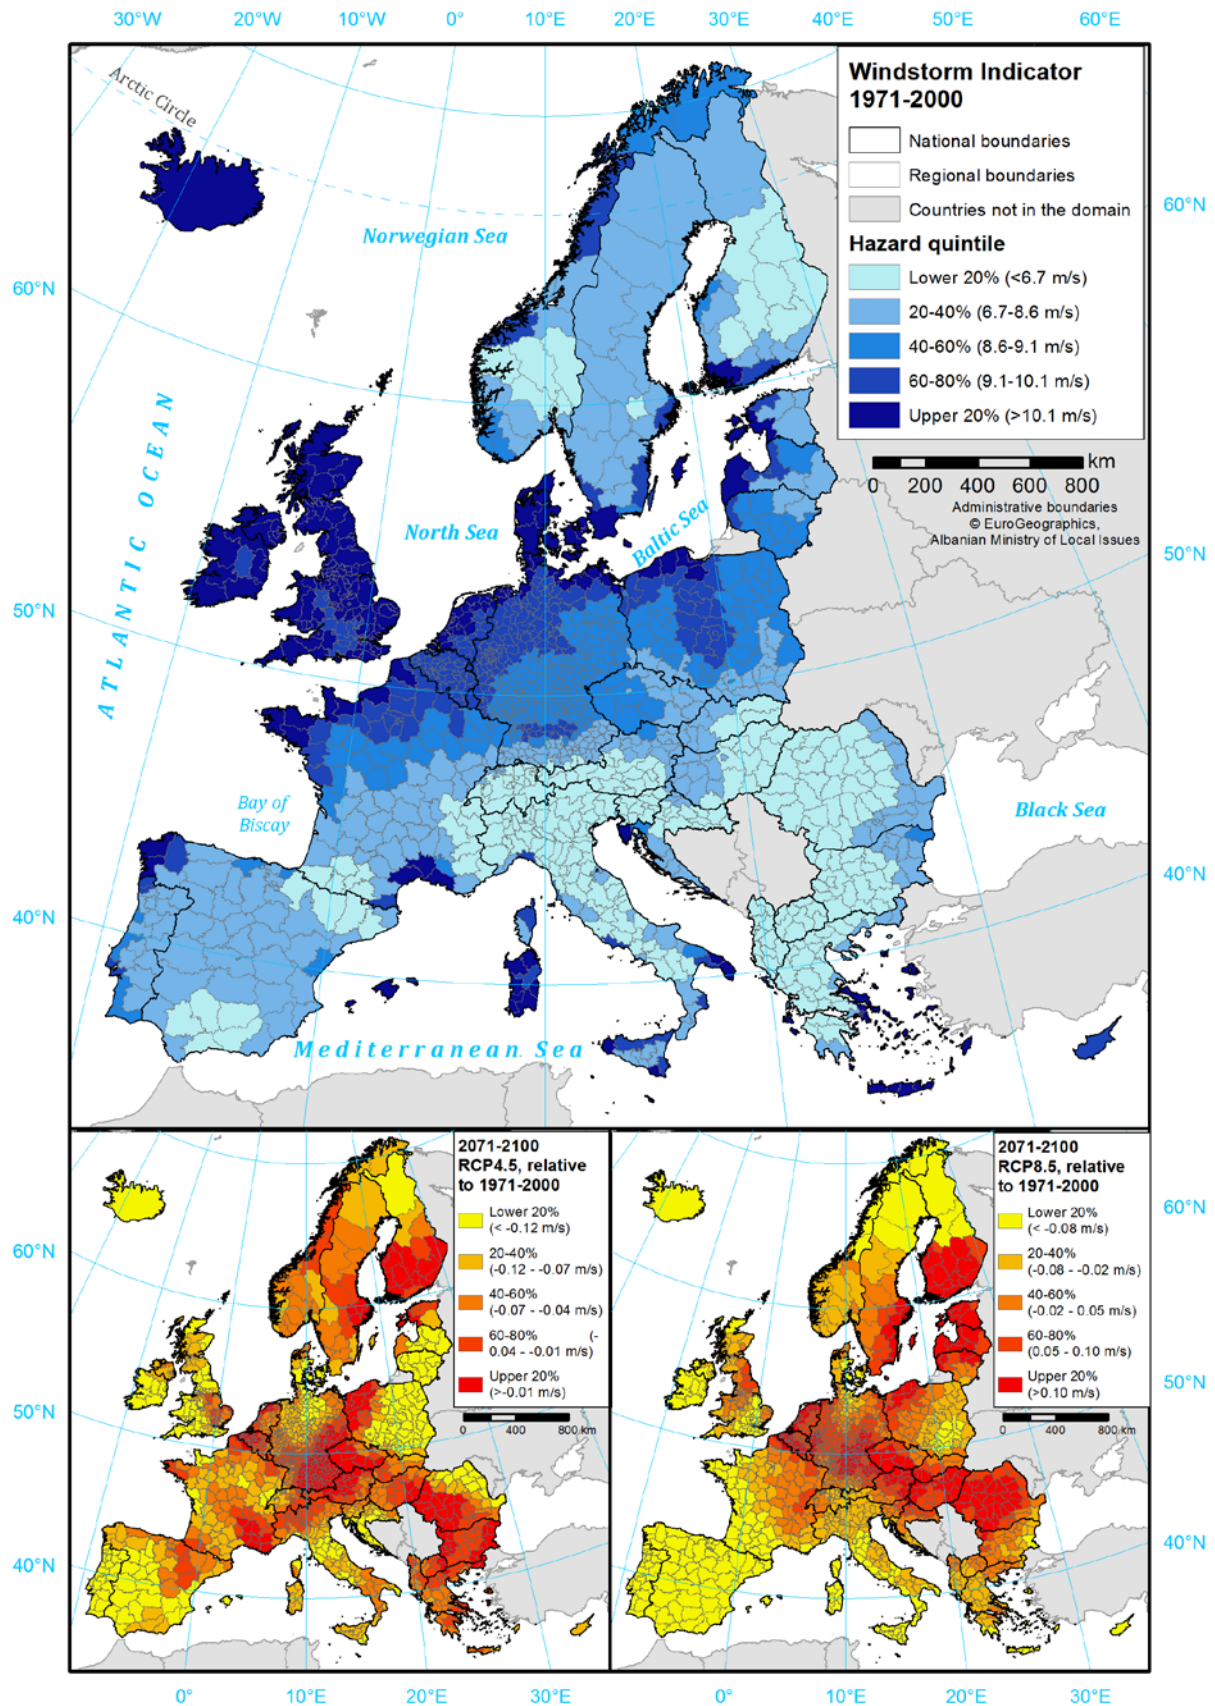 30°W 20°W 10°W 0° 10°E 20°E 30°E 40°E 50°E 60°E
Arctic Circle
Windstorm Indicator
1971-2000
National boundaries
Regional boundaries
Countries not in the domain
Hazard quintile
Lower 20% (<6.7 m/s)
20-40% (6.7-8.6 m/s)
40-60% (8.6-9.1 m/s)
60-80% (9.1-10.1 m/s)
Upper 20% (>10.1 m/s)
km
0 200 400 600 800
Administrative boundaries
© EuroGeographics,
Albanian Ministry of Local Issues
60°N
50°N
40°N
60°N
50°N
40°N
Norwegian Sea
ATLANTIC OCEAN
North Sea
Baltic Sea
Bay of
Biscay
Black Sea
Mediterranean Sea
2071-2100
RCP4.5, relative
to 1971-2000
Lower 20%
(< -0.12 m/s)
20-40%
(-0.12 - -0.07 m/s)
40-60%
(-0.07 - -0.04 m/s)
60-80% (-
0.04 - -0.01 m/s)
Upper 20%
(>-0.01 m/s)
0 400 800 km
2071-2100
RCP8.5, relative
to 1971-2000
Lower 20%
(< -0.08 m/s)
20-40%
(-0.08 - -0.02 m/s)
40-60%
(-0.02 - 0.05 m/s)
60-80%
(0.05 - 0.10 m/s)
Upper 20%
(>0.10 m/s)
0 400 800 km
60°N
50°N
40°N
60°N
50°N
40°N
0° 10°E 20°E 30°E 0° 10°E 20°E 30°E